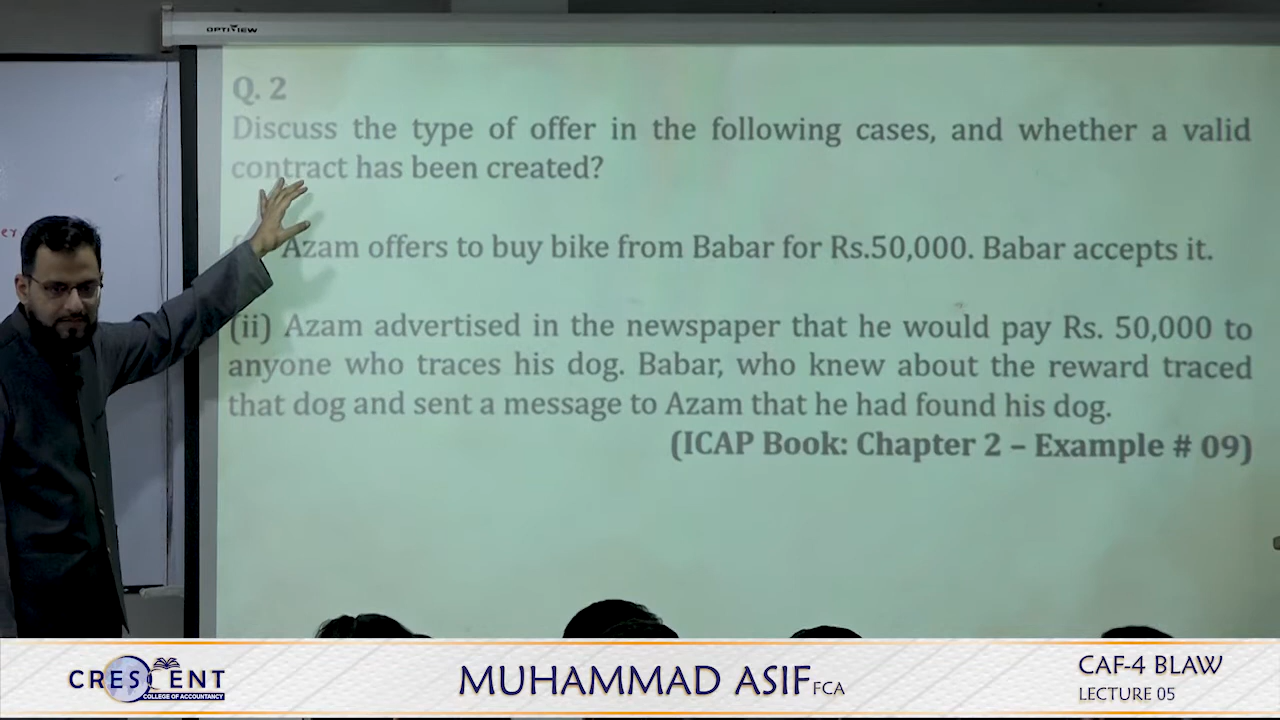 OPTIVIEW
Q. 2
Discuss the type of offer in the following cases, and whether a valid
contract has been created?
er
Azam offers to buy bike from Babar for Rs.50,000. Babar accepts it.
(ii) Azam advertised in the newspaper that he would pay Rs. 50,000 to
anyone who traces his dog. Babar, who knew about the reward traced
that dog and sent a message to Azam that he had found his dog.
(ICAP Book: Chapter 2 – Example # 09)
CRESCENT
COLLEGE OF ACCOUNTANCY
MUHAMMAD ASIF FCA
CAF-4 BLAW
LECTURE 05